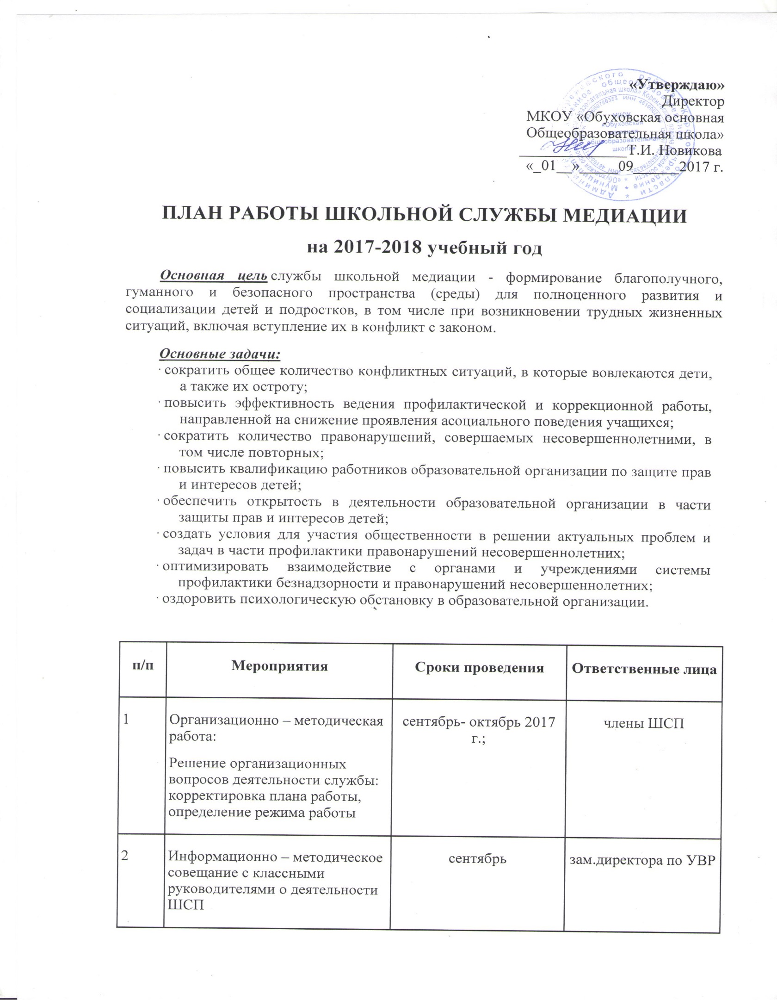 «Утверждаю»
Директор
МКОУ «Обуховская основная
Общеобразовательная школа»
______________Т.И. Новикова
«_01__»_____09______2017 г.
МКОУ
«Обуховская
основная
общеобразовательная
школа»
ПЛАН РАБОТЫ ШКОЛЬНОЙ СЛУЖБЫ МЕДИАЦИИ
на 2017-2018 учебный год
Основная цель службы школьной медиации - формирование благополучного,
гуманного и безопасного пространства (среды) для полноценного развития и
социализации детей и подростков, в том числе при возникновении трудных жизненных
ситуаций, включая вступление их в конфликт с законом.
Основные задачи:
· сократить общее количество конфликтных ситуаций, в которые вовлекаются дети,
а также их остроту;
· повысить эффективность ведения профилактической и коррекционной работы,
направленной на снижение проявления асоциального поведения учащихся;
· сократить количество правонарушений, совершаемых несовершеннолетними, в
том числе повторных;
· повысить квалификацию работников образовательной организации по защите прав
и интересов детей;
· обеспечить открытость в деятельности образовательной организации в части
защиты прав и интересов детей;
· создать условия для участия общественности в решении актуальных проблем и
задач в части профилактики правонарушений несовершеннолетних;
· оптимизировать взаимодействие с органами и учреждениями системы
профилактики безнадзорности и правонарушений несовершеннолетних;
· оздоровить психологическую обстановку в образовательной организации.
п/п
Мероприятия
Сроки проведения
Ответственные лица
1
Организационно – методическая
работа:
Решение организационных
вопросов деятельности службы:
корректировка плана работы,
определение режима работы
сентябрь- октябрь 2017
г.;
члены ШСП
2
Информационно – методическое
совещание с классными
руководителями о деятельности
ШСП
сентябрь
зам.директора по УВР